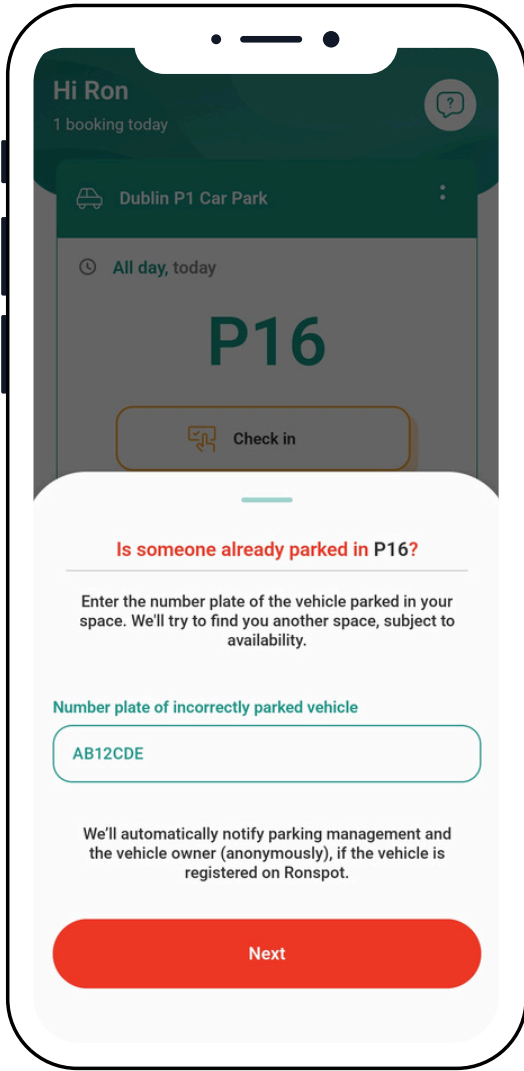 Hi Ron
1 booking today
?
Dublin P1 Car Park
All day, today
P16
Check in
Is someone already parked in P16?
Enter the number plate of the vehicle parked in your
space. We'll try to find you another space, subject to
availability.
Number plate of incorrectly parked vehicle
AB12CDE
We’ll automatically notify parking management and
the vehicle owner (anonymously), if the vehicle is
registered on Ronspot.
Next